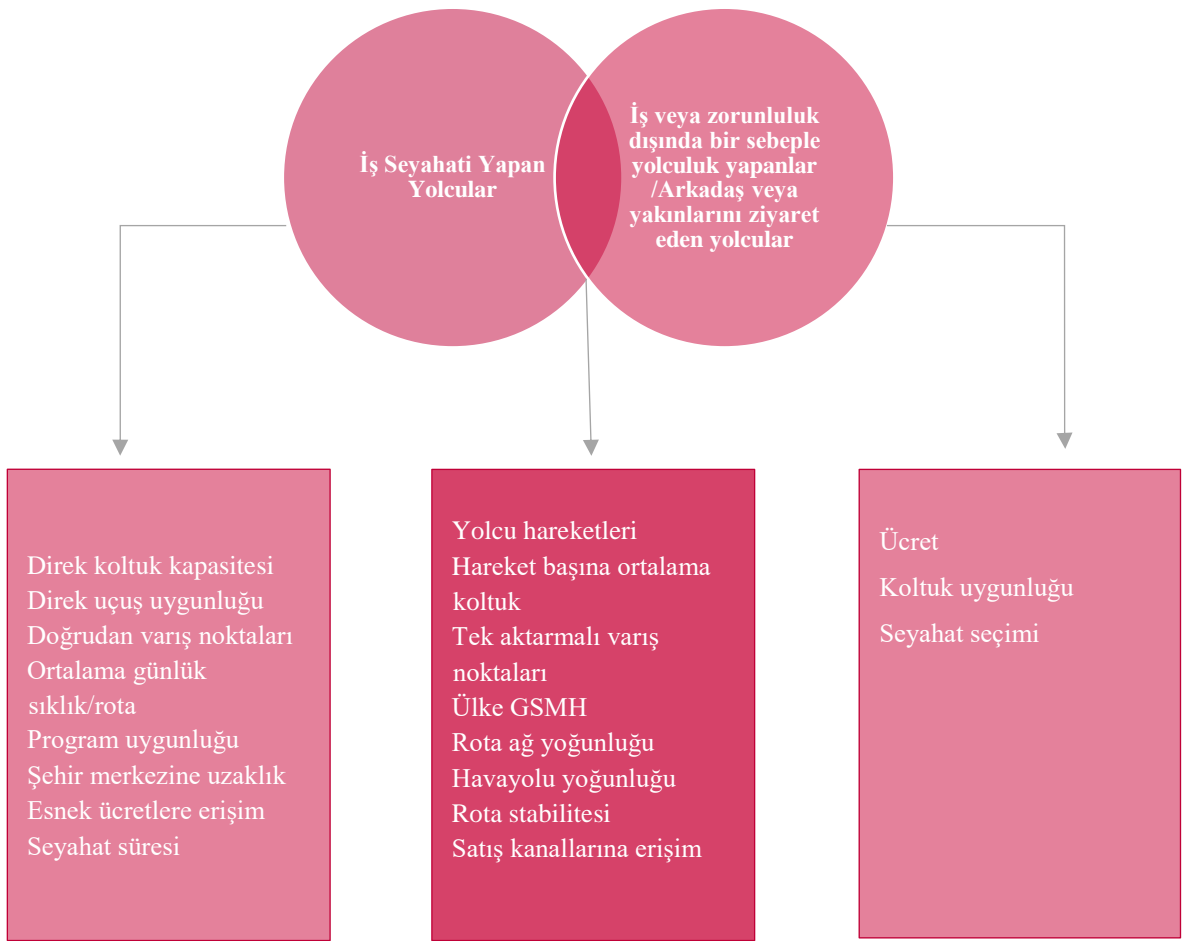 İş Seyahati Yapan
Yolcular
İş veya zorunluluk
dışında bir sebeple
yolculuk yapanlar
/Arkadaş veya
yakınlarını ziyaret
eden yolcular
Direk koltuk kapasitesi
Direk uçuş uygunluğu
Doğrudan varış noktaları
Ortalama günlük
sıklık/rota
Program uygunluğu
Şehir merkezine uzaklık
Esnek ücretlere erişim
Seyahat süresi
Yolcu hareketleri
Hareket başına ortalama
koltuk
Tek aktarmalı varış
noktaları
Ülke GSMH
Rota ağ yoğunluğu
Havayolu yoğunluğu
Rota stabilitesi
Satış kanallarına erişim
Ücret
Koltuk uygunluğu
Seyahat seçimi